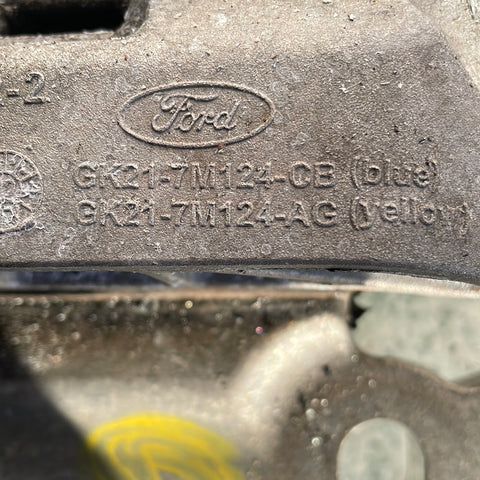 -2
Ford
GK21-7M124-CB (blue)
GK21-7M124-AG (yellow)